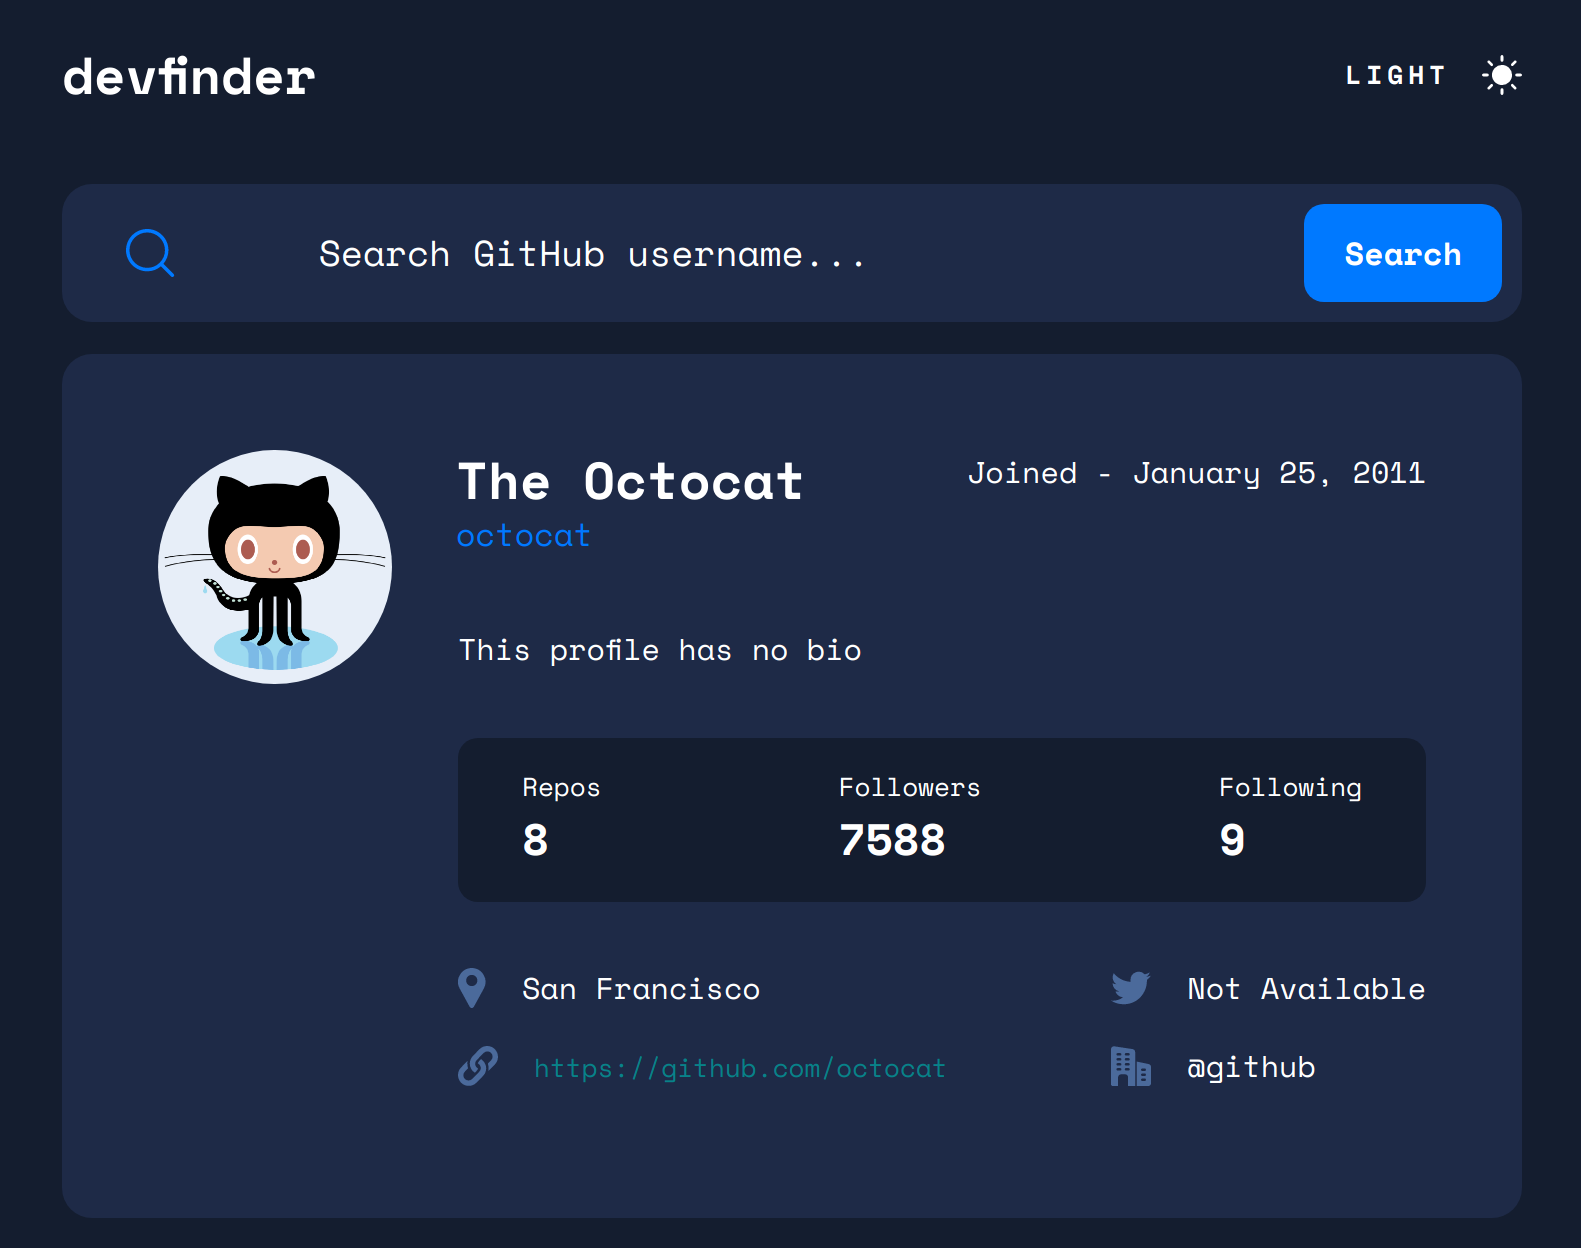 devfinder
LIGHT
Search GitHub username...
Search
The Octocat
Joined - January 25, 2011
octocat
This profile has no bio
Repos
Followers
Following
8
7588
9
San Francisco
Not Available
https://github.com/octocat
@github